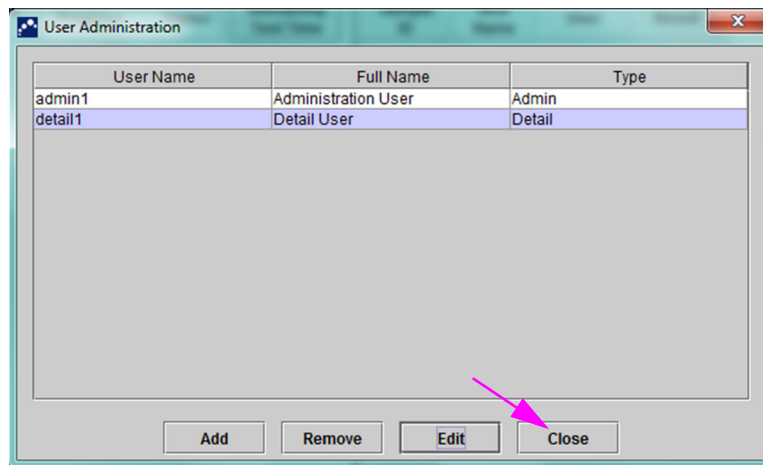 User Administration
User Name Full Name Type
admin1 Administration User Admin
detail1 Detail User Detail
Add Remove Edit Close